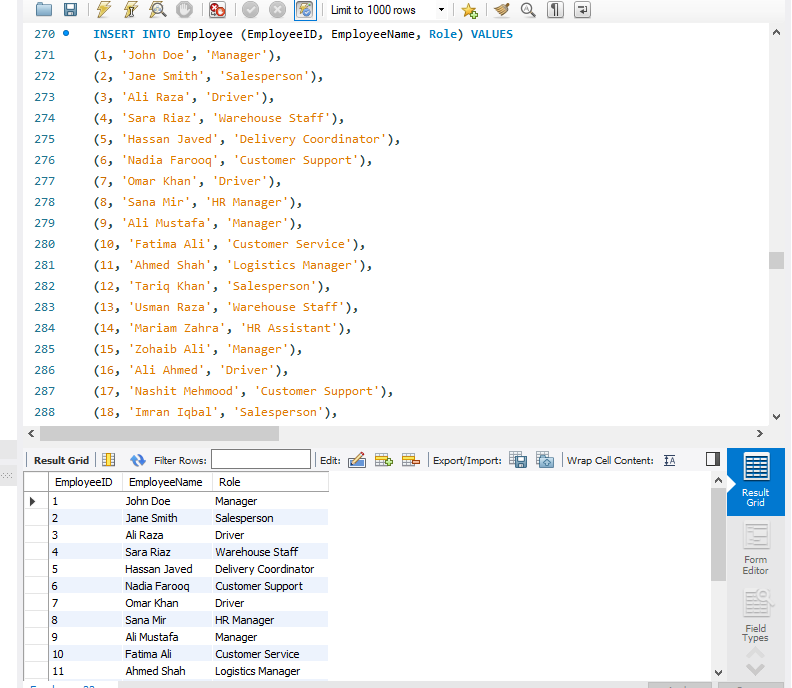 Limit to 1000 rows
270 INSERT INTO Employee (EmployeeID, EmployeeName, Role) VALUES
271 (1, 'John Doe', 'Manager'),
272 (2, 'Jane Smith', 'Salesperson'),
273 (3, 'Ali Raza', 'Driver'),
274 (4, 'Sara Riaz', 'Warehouse Staff'),
275 (5, 'Hassan Javed', 'Delivery Coordinator'),
276 (6, 'Nadia Farooq', 'Customer Support'),
277 (7, 'Omar Khan', 'Driver'),
278 (8, 'Sana Mir', 'HR Manager'),
279 (9, 'Ali Mustafa', 'Manager'),
280 (10, 'Fatima Ali', 'Customer Service'),
281 (11, 'Ahmed Shah', 'Logistics Manager'),
282 (12, 'Tariq Khan', 'Salesperson'),
283 (13, 'Usman Raza', 'Warehouse Staff'),
284 (14, 'Mariam Zahra', 'HR Assistant'),
285 (15, 'Zohaib Ali', 'Manager'),
286 (16, 'Ali Ahmed', 'Driver'),
287 (17, 'Nashit Mehmood', 'Customer Support'),
288 (18, 'Imran Iqbal', 'Salesperson'),
Result Grid Filter Rows: Edit: Export/Import: Wrap Cell Content:
EmployeeID EmployeeName Role
1 John Doe Manager
2 Jane Smith Salesperson
3 Ali Raza Driver
4 Sara Riaz Warehouse Staff
5 Hassan Javed Delivery Coordinator
6 Nadia Farooq Customer Support
7 Omar Khan Driver
8 Sana Mir HR Manager
9 Ali Mustafa Manager
10 Fatima Ali Customer Service
11 Ahmed Shah Logistics Manager
Result
Grid
Form
Editor
Field
Types